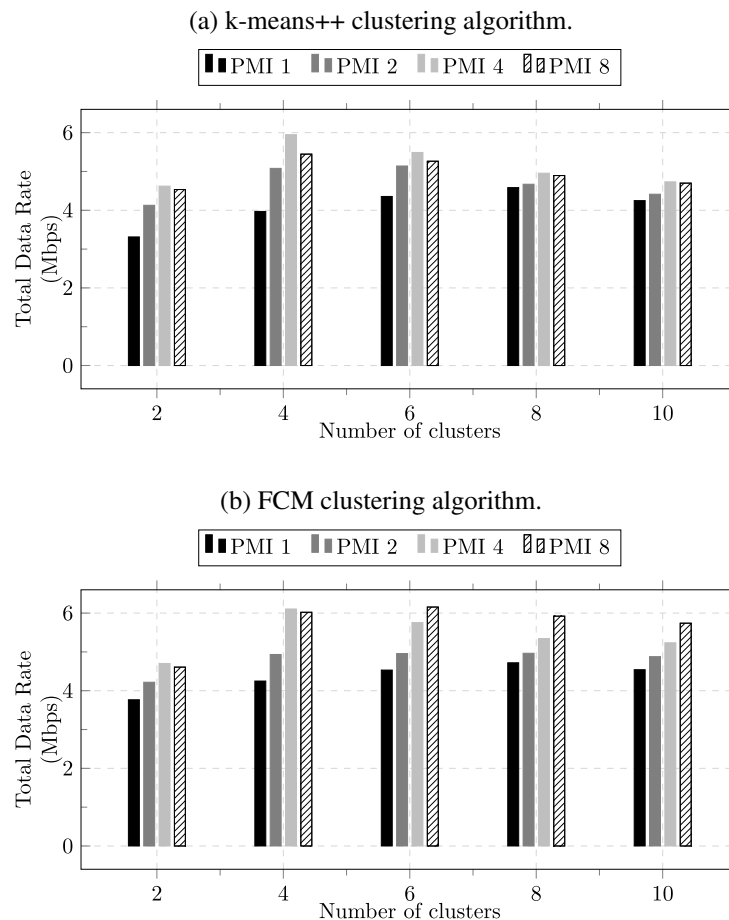 (a) k-means++ clustering algorithm.
PMI 1 PMI 2 PMI 4 PMI 8
6
4
2
0
Total Data Rate
(Mbps)
2 4 6 8 10
Number of clusters
(b) FCM clustering algorithm.
PMI 1 PMI 2 PMI 4 PMI 8
6
4
2
0
Total Data Rate
(Mbps)
2 4 6 8 10
Number of clusters